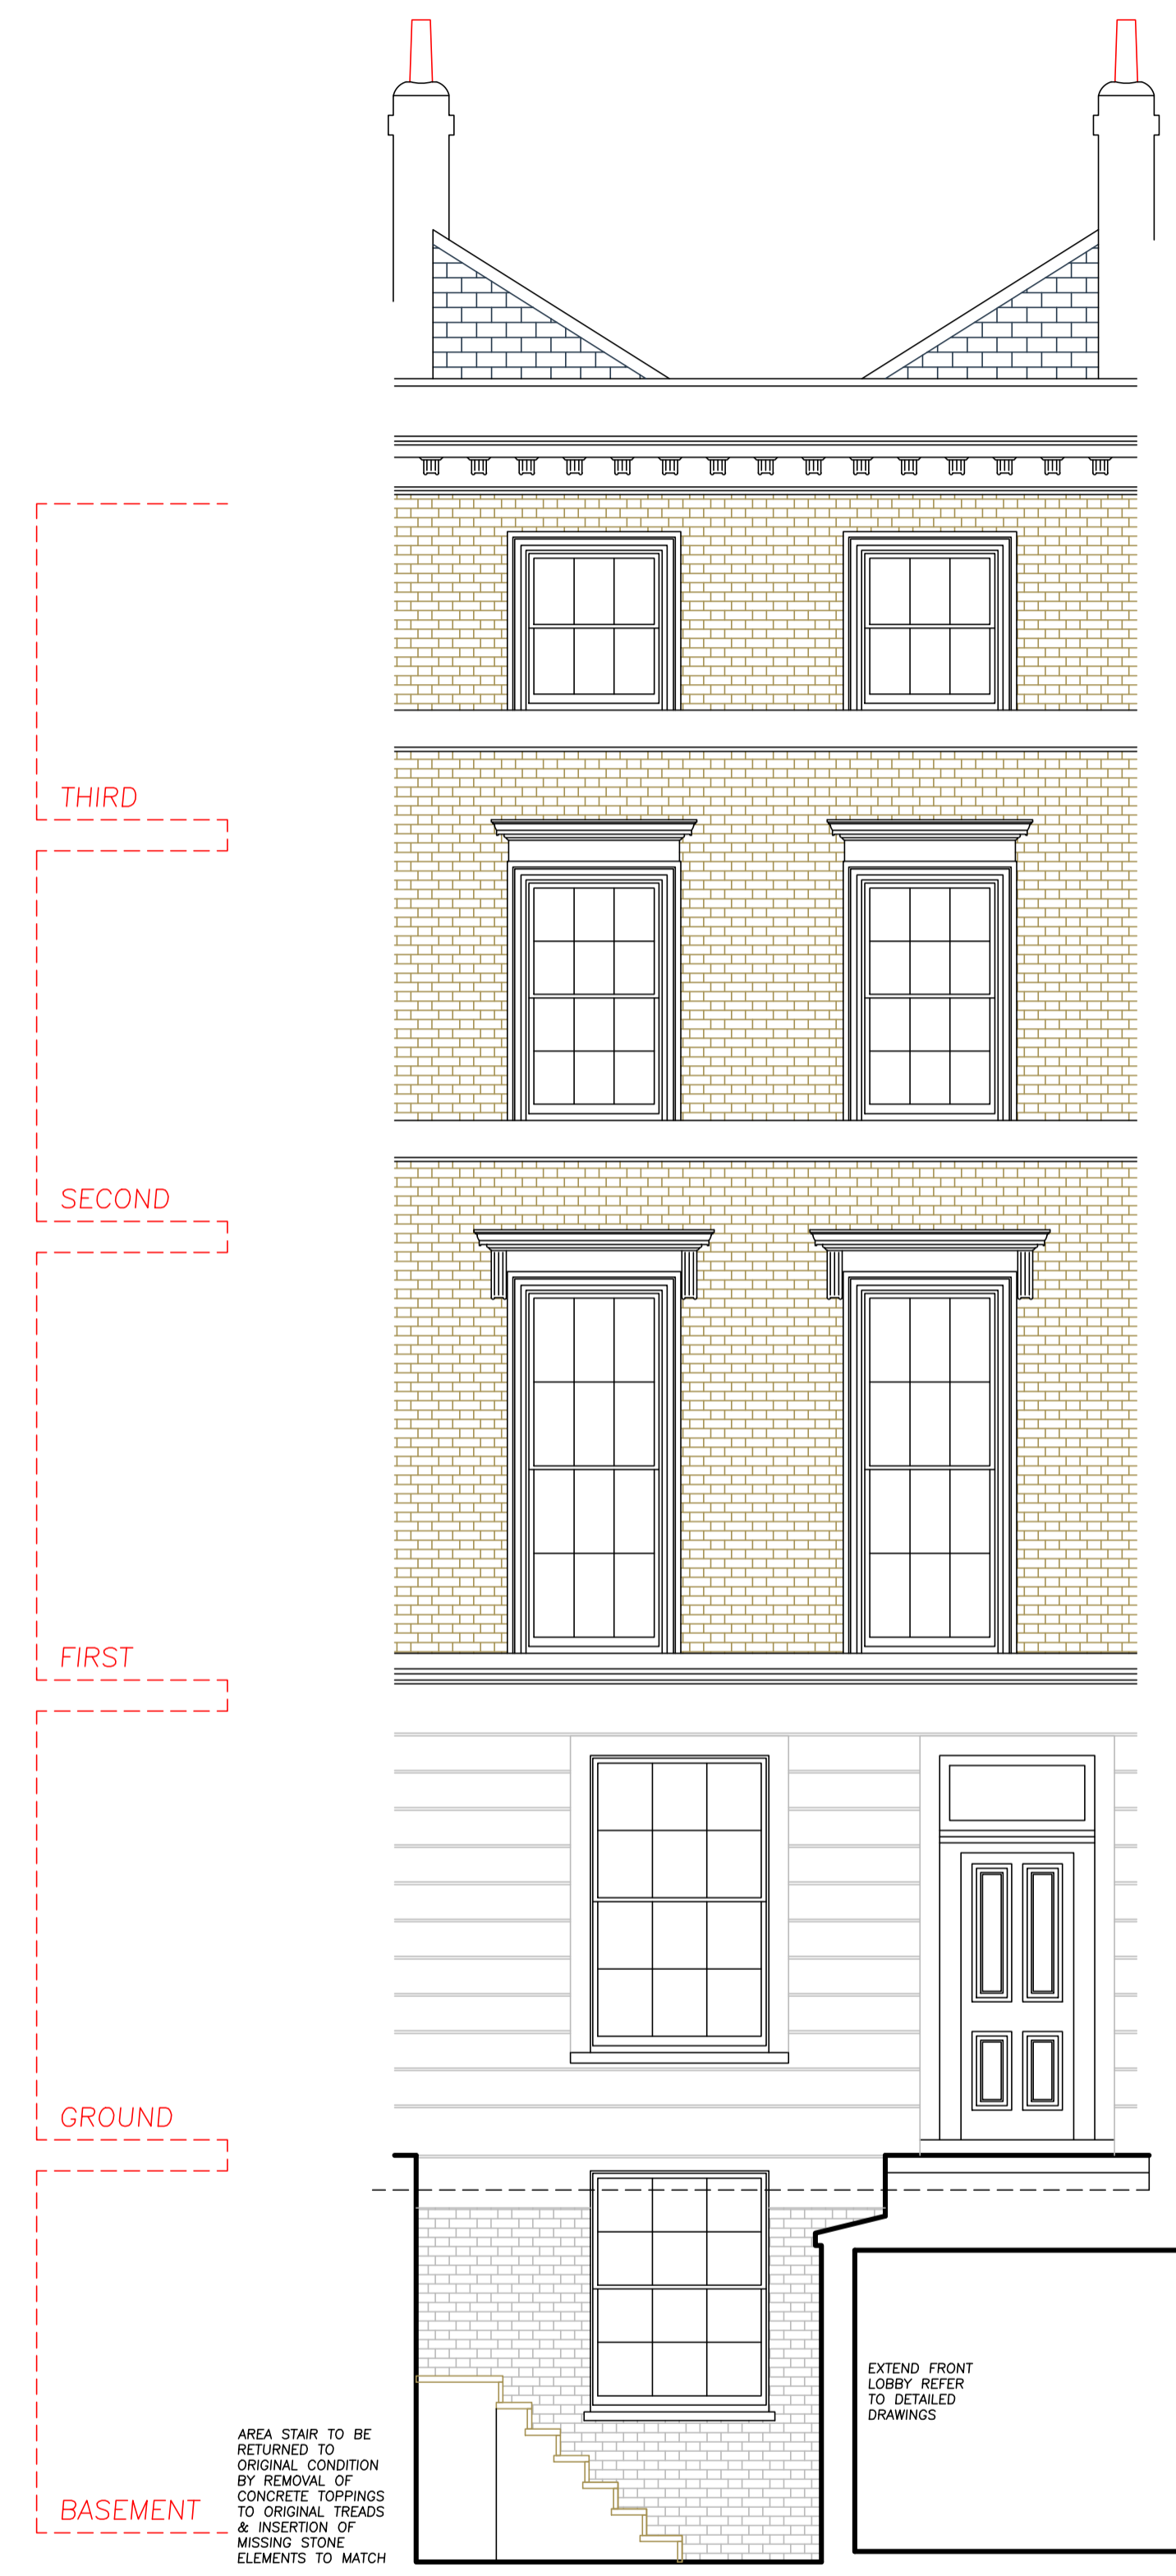 THIRD
SECOND
FIRST
GROUND
BASEMENT
AREA STAIR TO BE
RETURNED TO
ORIGINAL CONDITION
BY REMOVAL OF
CONCRETE TOPPINGS
TO ORIGINAL TREADS
& INSERTION OF
MISSING STONE
ELEMENTS TO MATCH
EXTEND FRONT
LOBBY REFER
TO DETAILED
DRAWINGS